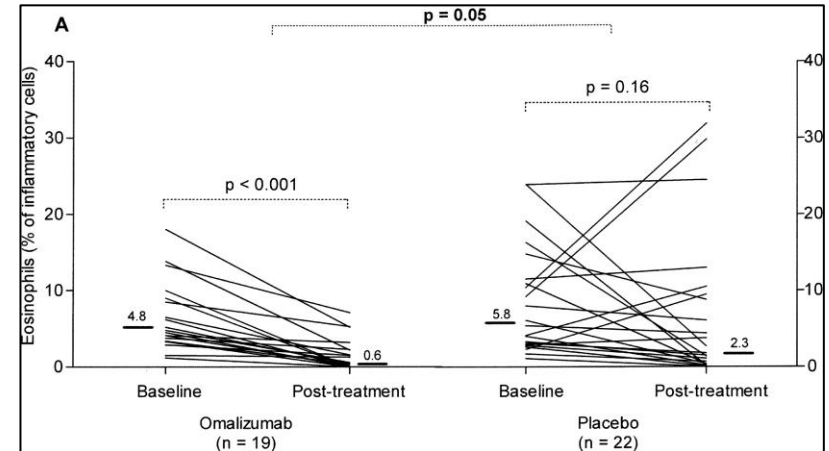 A
p = 0.05
40
40
p = 0.16
30
30
p < 0.001
20
20
10
10
4.8
5.8
0.6
2.3
0
0
Eosinophils (% of inflammatory cells)
Baseline
Post-treatment
Baseline
Post-treatment
Omalizumab
Placebo
(n = 19)
(n = 22)